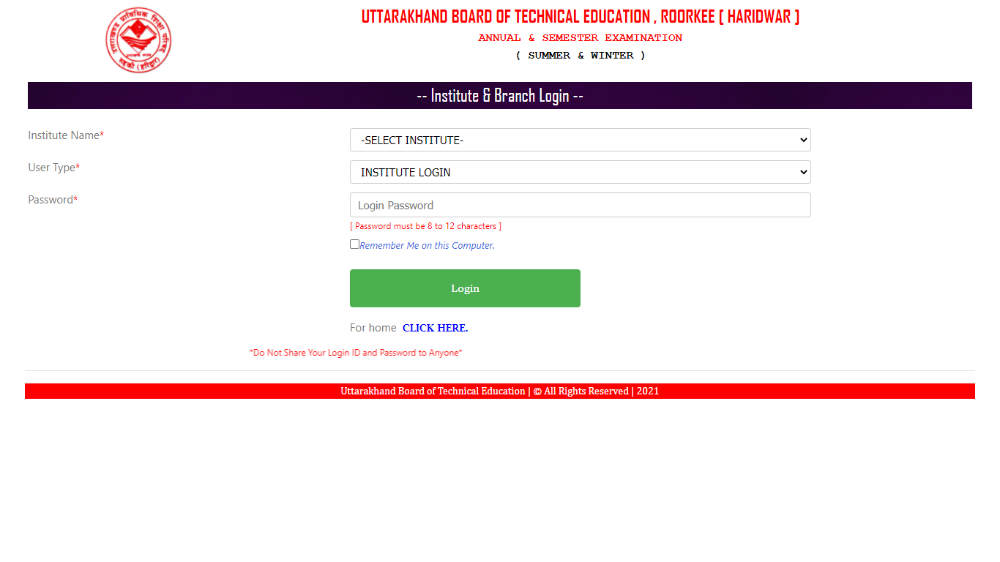 उत्तराखण्ड प्राविधिक शिक्षा परिषद
रुड़की (हरिद्वार)
UTTARAKHAND BOARD OF TECHNICAL EDUCATION , ROORKEE [ HARIDWAR ]
ANNUAL & SEMESTER EXAMINATION
( SUMMER & WINTER )
-- Institute & Branch Login --
Institute Name*
-SELECT INSTITUTE-
User Type*
INSTITUTE LOGIN
Password*
Login Password
[ Password must be 8 to 12 characters ]
Remember Me on this Computer.
Login
For home CLICK HERE.
*Do Not Share Your Login ID and Password to Anyone*
Uttarakhand Board of Technical Education | © All Rights Reserved | 2021